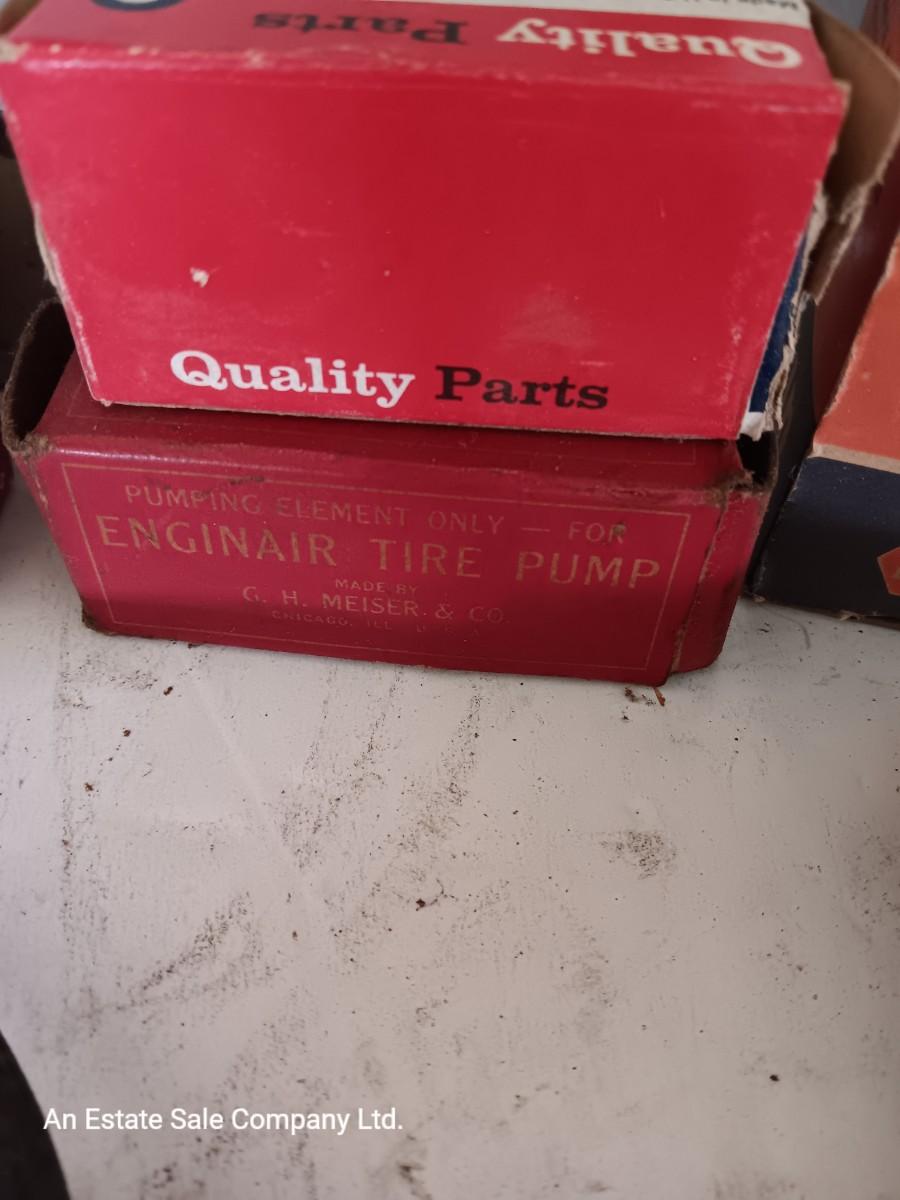 Quality Parts
Quality Parts
PUMPING ELEMENT ONLY — FOR
ENGINAIR TIRE PUMP
MADE BY
G. H. MEISER & CO.
CHICAGO, ILL. U.S.A.
An Estate Sale Company Ltd.